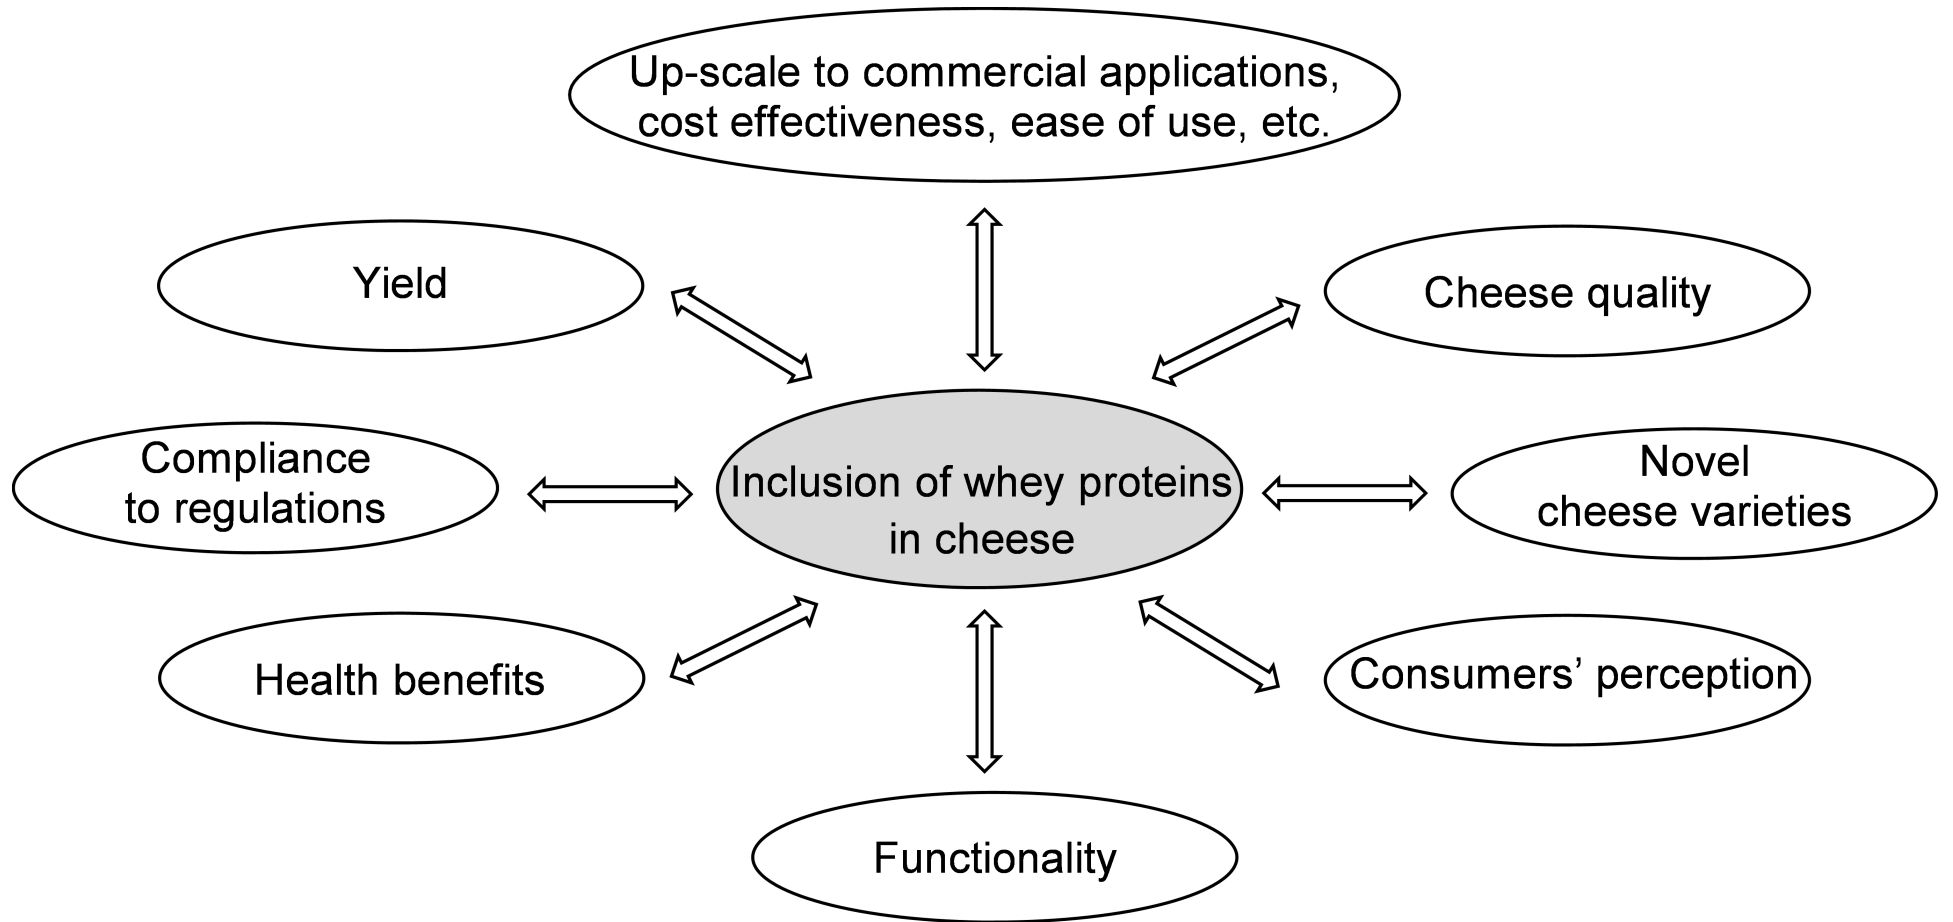 Up-scale to commercial applications,
cost effectiveness, ease of use, etc.
Yield
Cheese quality
Compliance
to regulations
Inclusion of whey proteins
in cheese
Novel
cheese varieties
Health benefits
Consumers’ perception
Functionality